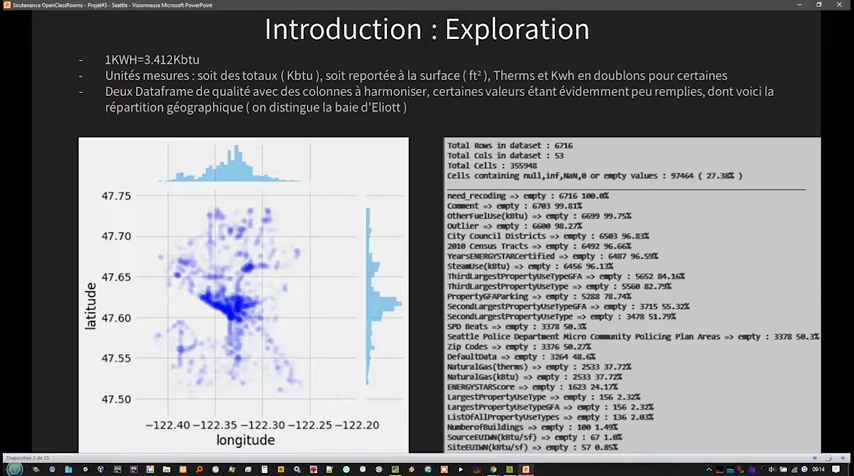 Soutenance OpenClassRooms - Projet#3 - Seattle - Visionneuse Microsoft PowerPoint
Introduction : Exploration
- 1KWH=3.412Kbtu
- Unités mesures : soit des totaux ( Kbtu ), soit reportée à la surface ( ft² ), Therms et Kwh en doublons pour certaines
- Deux Dataframe de qualité avec des colonnes à harmoniser, certaines valeurs étant évidemment peu remplies, dont voici la
répartition géographique ( on distingue la baie d'Eliott )
47.75
47.70
47.65
47.60
47.55
47.50
latitude
−122.40 −122.35 −122.30 −122.25 −122.20
longitude
Total Rows in dataset : 6716
Total Cols in dataset : 53
Total Cells : 355948
Cells containing null,inf,NaN,0 or empty values : 97464 ( 27.38% )
need_recoding => empty : 6716 100.0%
Comment => empty : 6703 99.81%
OtherFuelUse(kBtu) => empty : 6699 99.75%
Outlier => empty : 6600 98.27%
City Council Districts => empty : 6503 96.83%
2010 Census Tracts => empty : 6492 96.66%
YearsENERGYSTARCertified => empty : 6487 96.59%
SteamUse(kBtu) => empty : 6456 96.13%
ThirdLargestPropertyUseTypeGFA => empty : 5652 84.16%
ThirdLargestPropertyUseType => empty : 5560 82.79%
PropertyGFAParking => empty : 5288 78.74%
SecondLargestPropertyUseTypeGFA => empty : 3715 55.32%
SecondLargestPropertyUseType => empty : 3478 51.79%
SPD Beats => empty : 3378 50.3%
Seattle Police Department Micro Community Policing Plan Areas => empty : 3378 50.3%
Zip Codes => empty : 3376 50.27%
DefaultData => empty : 3264 48.6%
NaturalGas(therms) => empty : 2533 37.72%
NaturalGas(kBtu) => empty : 2533 37.72%
ENERGYSTARScore => empty : 1623 24.17%
LargestPropertyUseType => empty : 156 2.32%
LargestPropertyUseTypeGFA => empty : 156 2.32%
ListOfAllPropertyUseTypes => empty : 136 2.03%
NumberofBuildings => empty : 100 1.49%
SourceEUIWN(kBtu/sf) => empty : 67 1.0%
SiteEUIWN(kBtu/sf) => empty : 57 0.85%
Diapositive 2 de 25
09:14